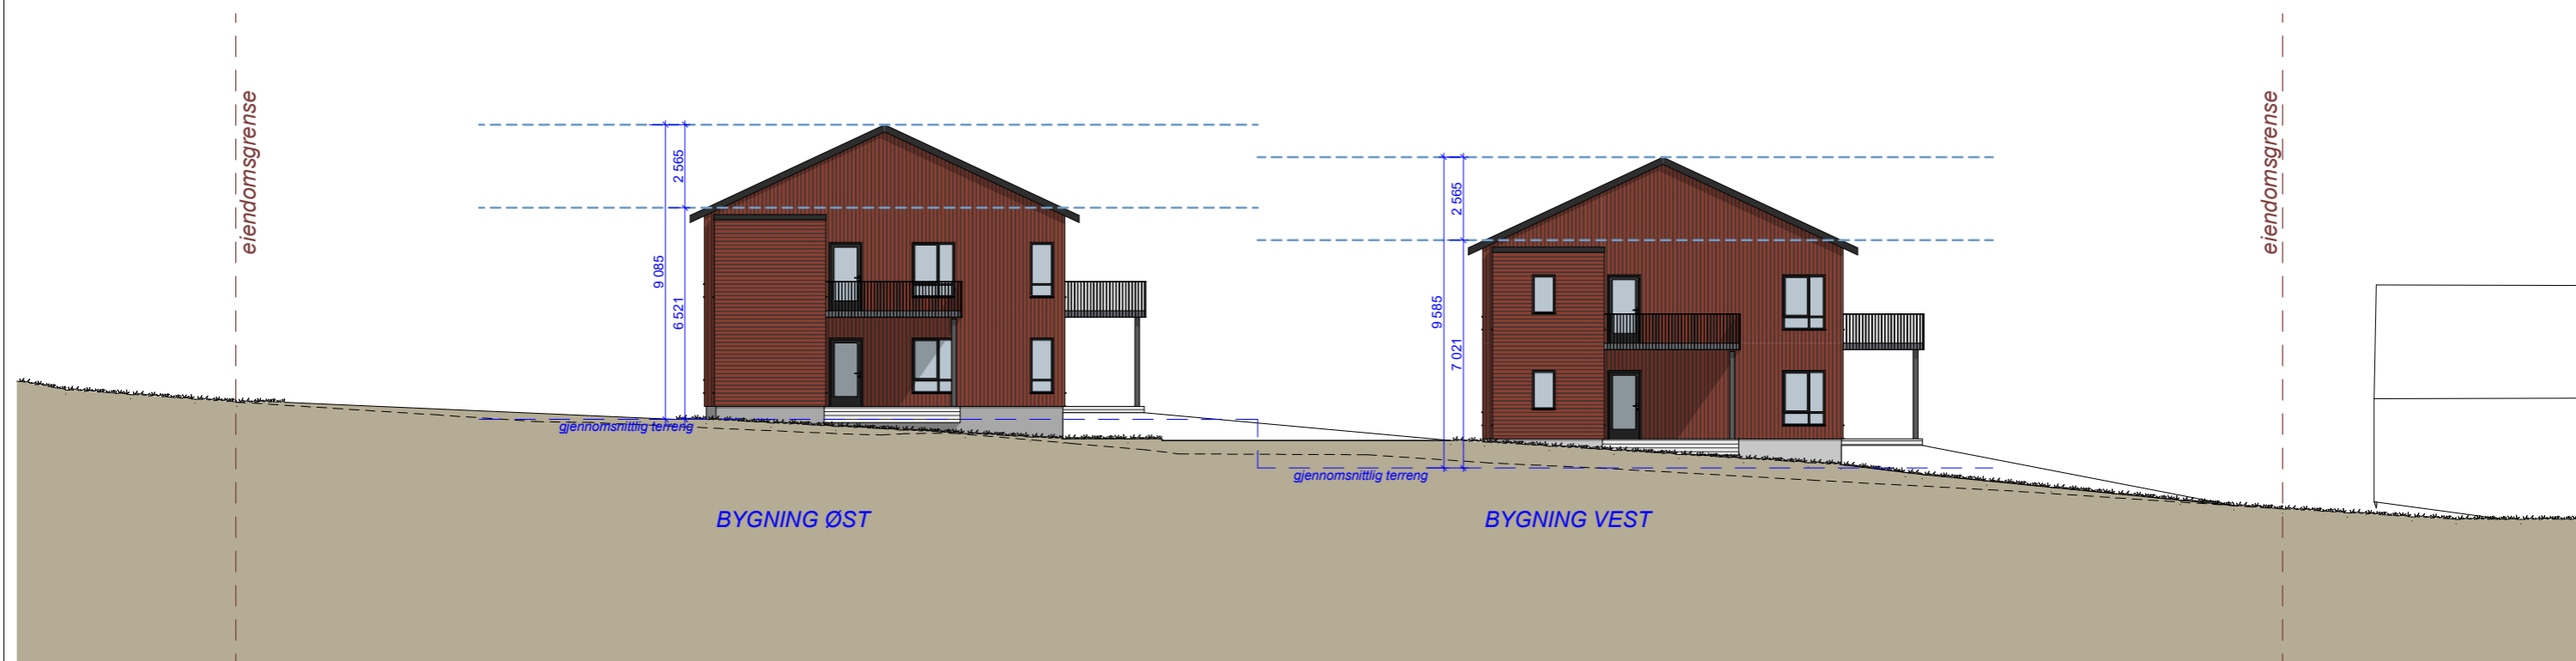 eiendomsgrense
2 565
9 085
6 521
gjennomsnittlig terreng
BYGNING ØST
2 565
9 585
7 021
gjennomsnittlig terreng
BYGNING VEST
eiendomsgrense